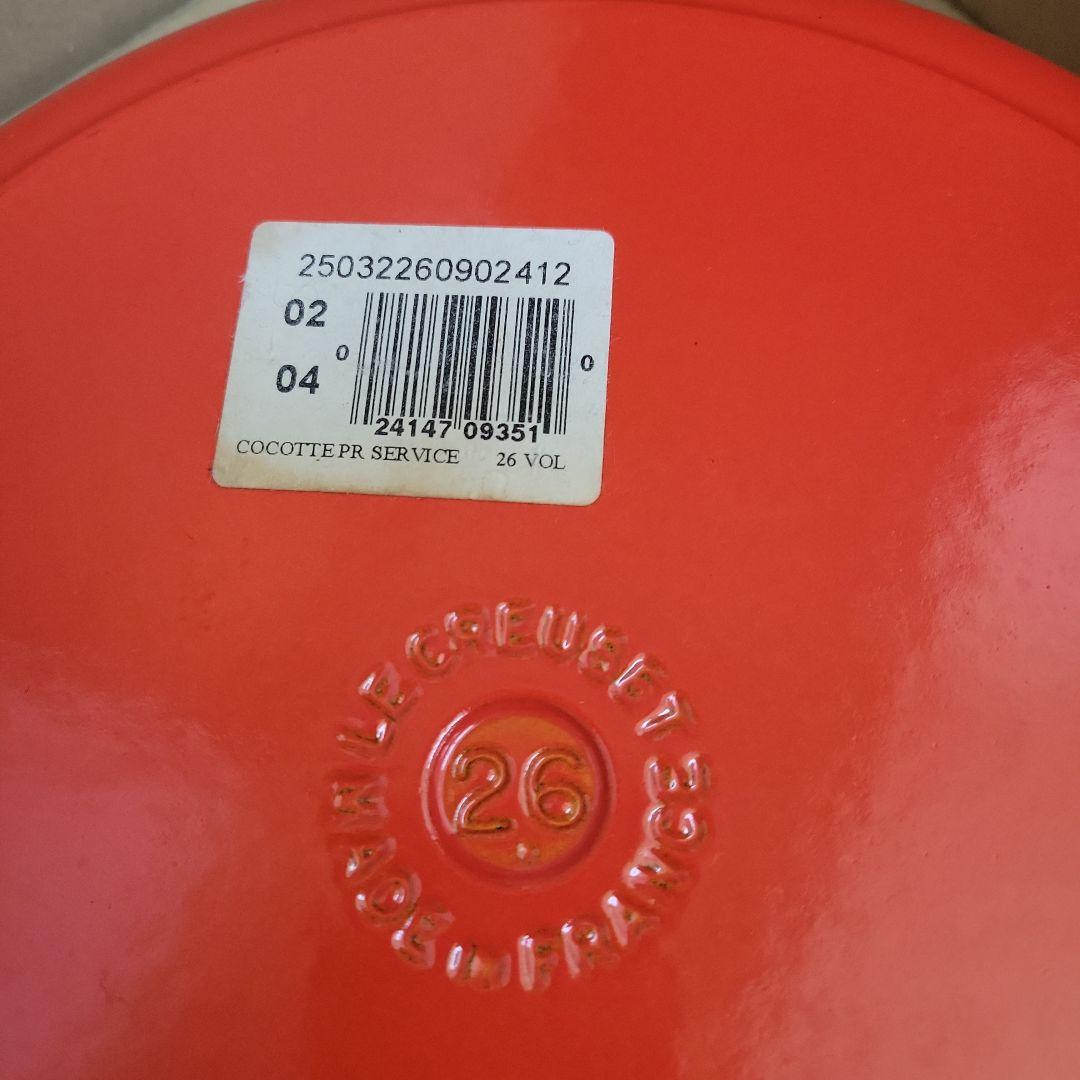 25032260902412
02
04
0 24147 09351 0
COCOTTE PR SERVICE 26 VOL
LE CREUSET
26
MADE IN FRANCE